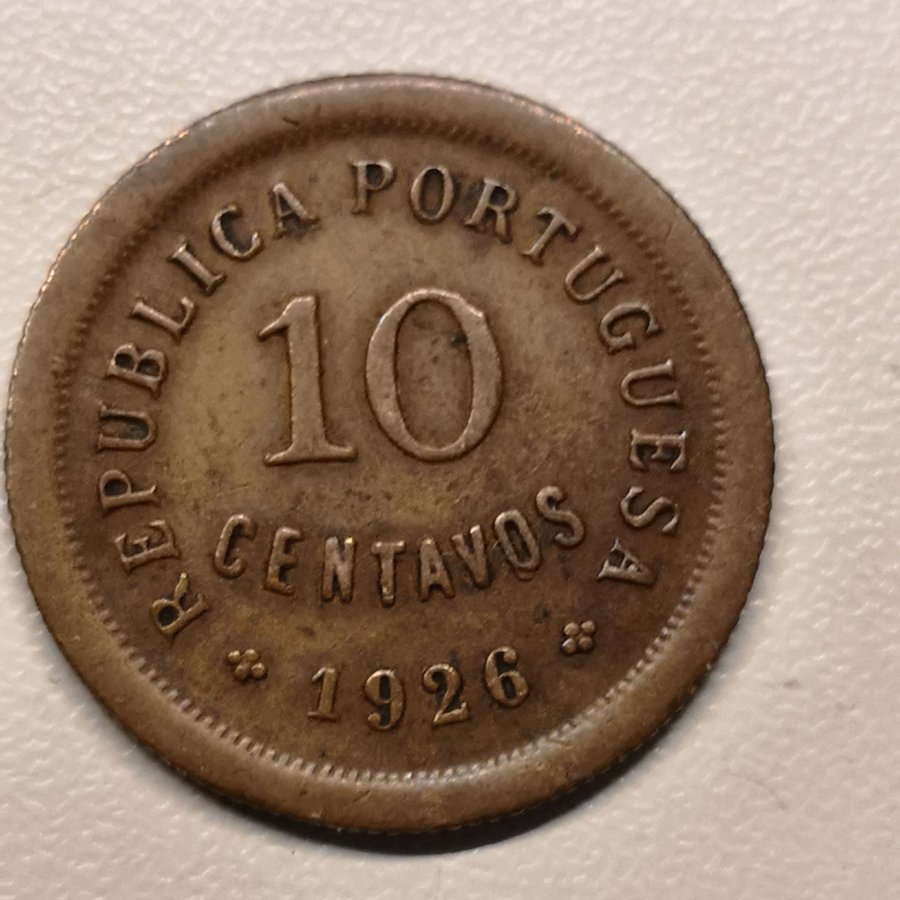 REPUBLICA PORTUGUESA
10
CENTAVOS
1926